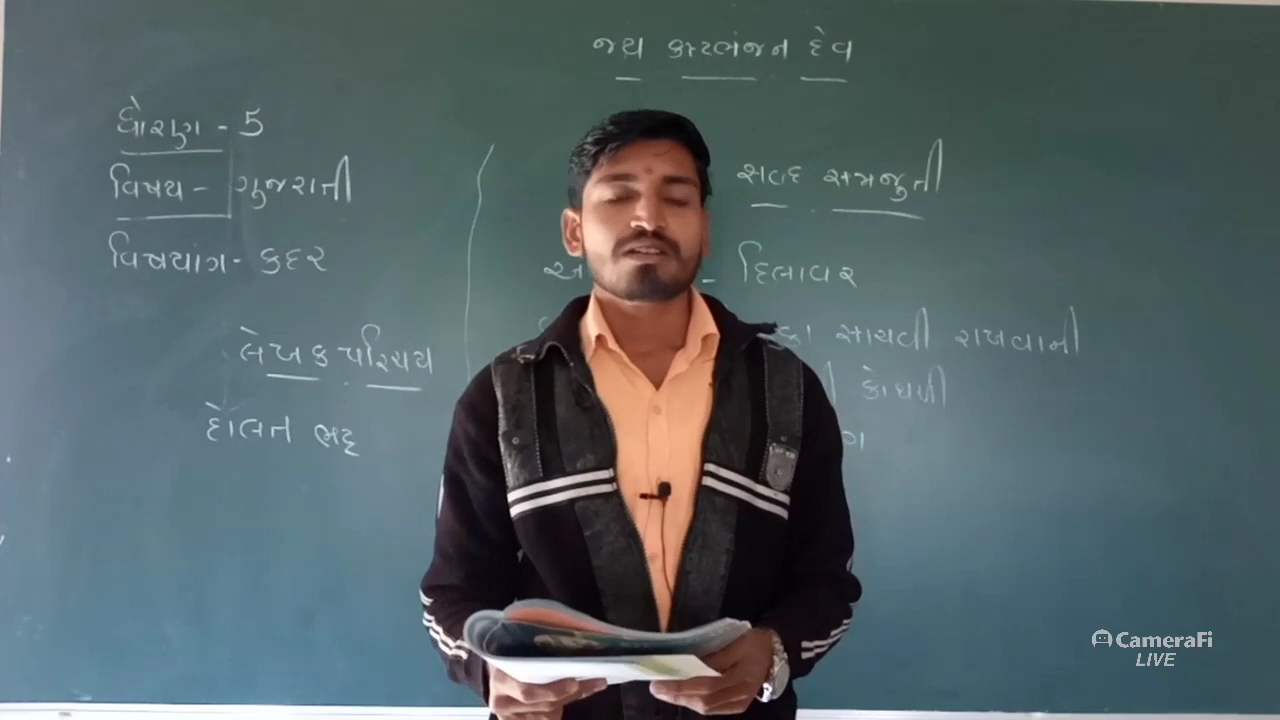 જય કષ્ટભંજન દેવ
ધોરણ - 5
વિષય - ગુજરાતી
વિષયાંગ - કદર
લેખક પરિચય
દોલત ભટ્ટ
શબ્દ સમજુતી
- દિલાવર
સાચવી રાખવાની
કોથળી
CameraFi
LIVE